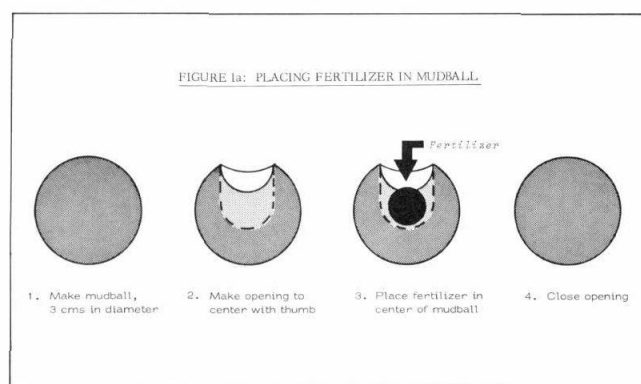 FIGURE 1a: PLACING FERTILIZER IN MUDBALL
Fertilizer
1. Make mudball,
3 cms in diameter
2. Make opening to
center with thumb
3. Place fertilizer in
center of mudball
4. Close opening